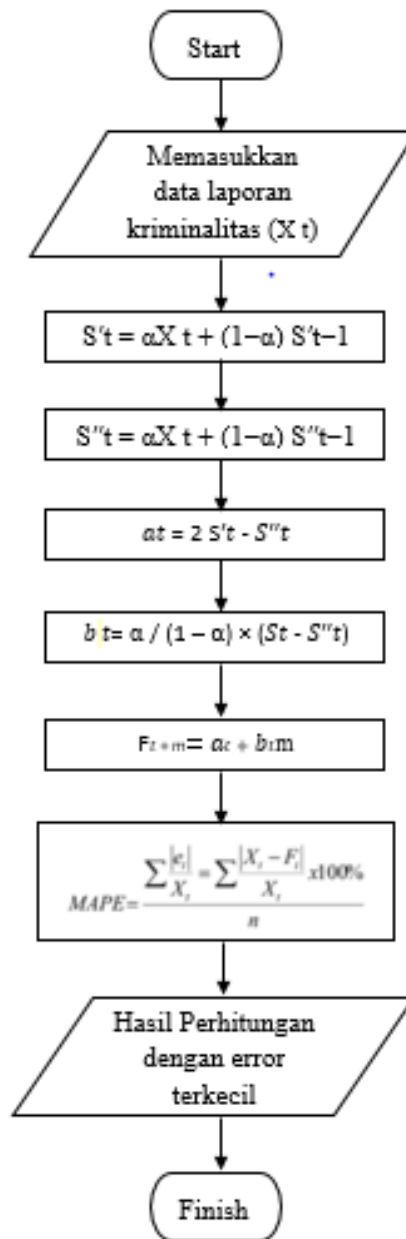 Start
Memasukkan
data laporan
kriminalitas (X t)
S't = αX t + (1−α) S't−1
S''t = αX t + (1−α) S''t−1
at = 2 S't - S''t
b t= α / (1 − α) × (St - S''t)
Ft+m= at + btm
MAPE = (∑ |et| / Xt = ∑ |Xt − Ft| / Xt x100%) / n
Hasil Perhitungan
dengan error
terkecil
Finish